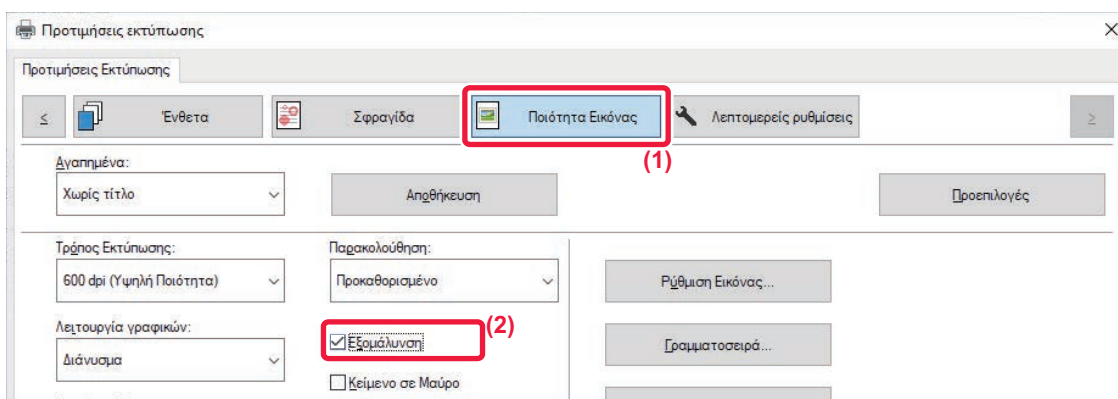 Προτιμήσεις εκτύπωσης
Προτιμήσεις Εκτύπωσης
< Ένθετα Σφραγίδα Ποιότητα Εικόνας Λεπτομερείς ρυθμίσεις >
(1)
Αγαπημένα:
Χωρίς τίτλο Αποθήκευση Προεπιλογές
Τρόπος Εκτύπωσης: Παρακολούθηση:
600 dpi (Υψηλή Ποιότητα) Προκαθορισμένο Ρύθμιση Εικόνας...
Λειτουργία γραφικών: (2)
Εξομάλυνση Γραμματοσειρά...
Διάνυσμα
Κείμενο σε Μαύρο